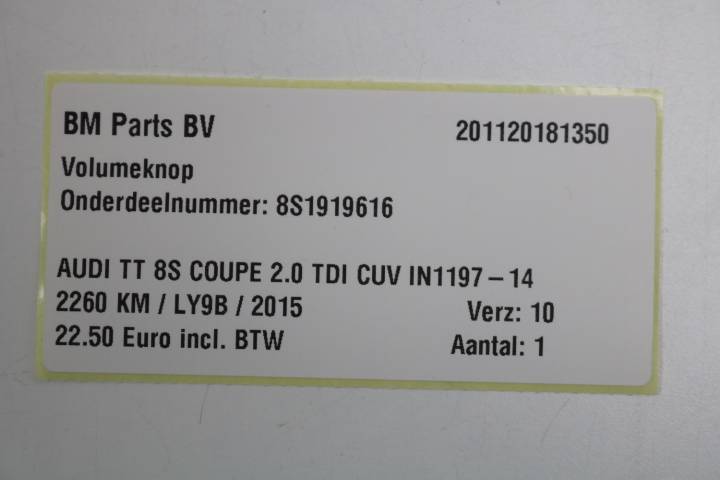 BM Parts BV 201120181350
Volumeknop
Onderdeelnummer: 8S1919616
AUDI TT 8S COUPE 2.0 TDI CUV IN1197-14
2260 KM / LY9B / 2015 Verz: 10
22.50 Euro incl. BTW Aantal: 1